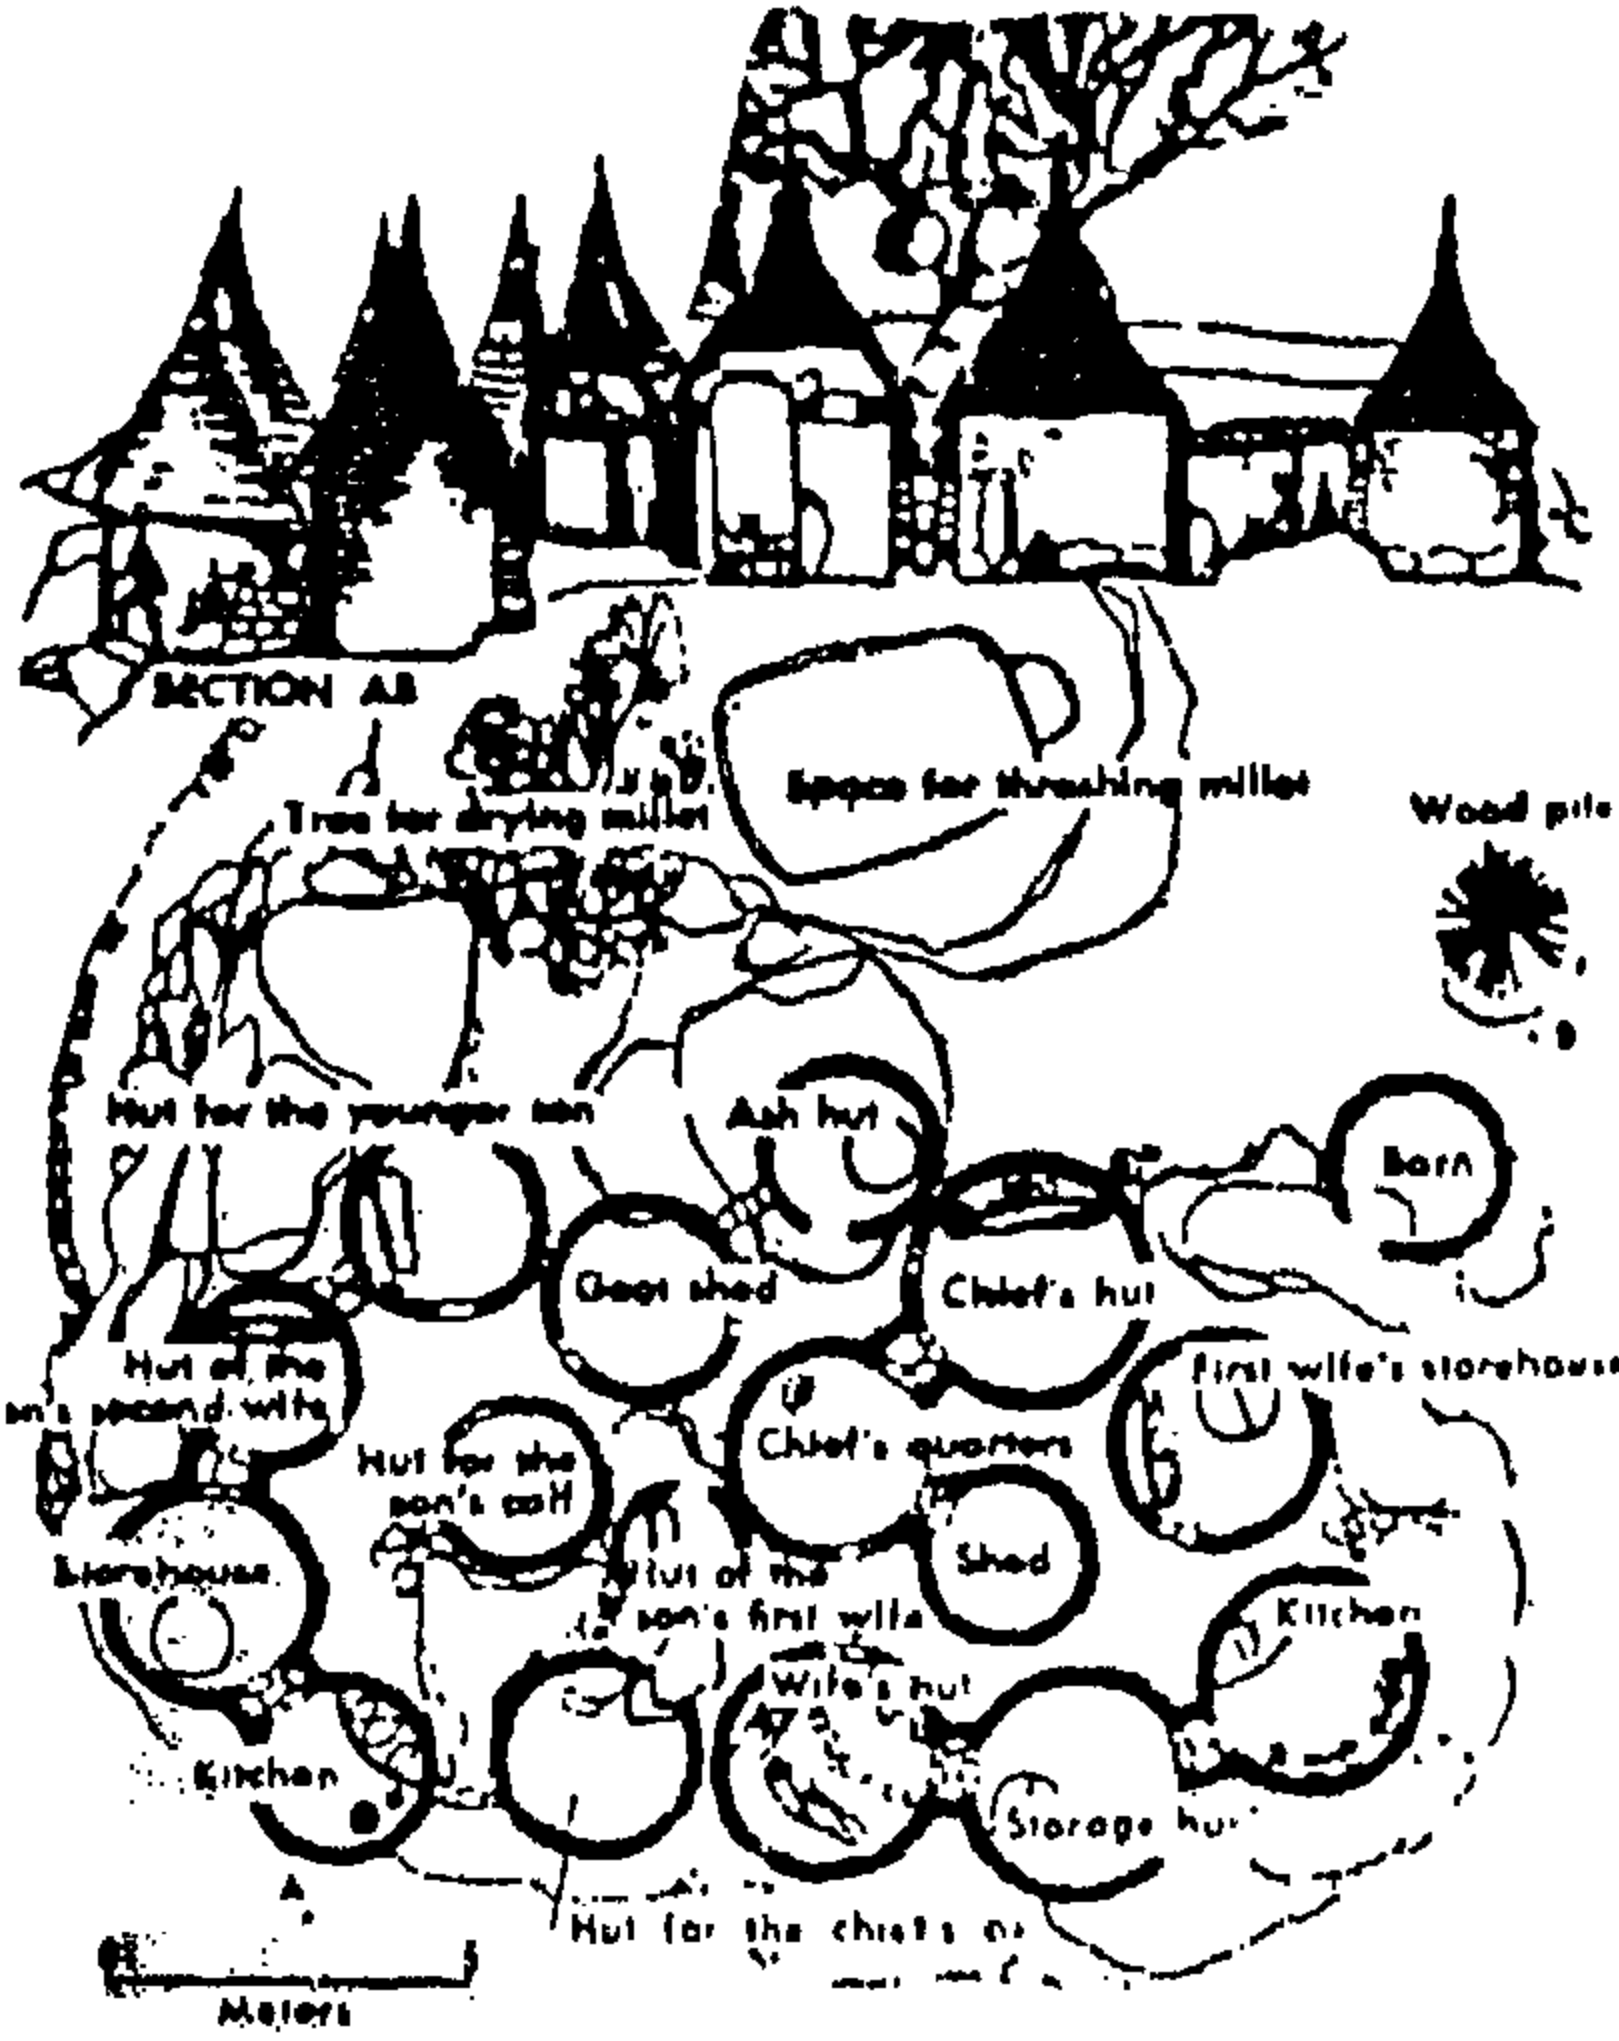 SECTION AB
Tree for drying millet
Space for thrashing millet
Wood pile
Hut for the younger son
Ash hut
Barn
Goat shed
Chief's hut
Hut of the
son's second wife
First wife's storehouse
Hut for the
son's calf
Chief's quarters
Storehouse
Hut of the
son's first wife
Shed
Kitchen
Wife's hut
Kitchen
Storage hut
Hut for the chief's
Meters